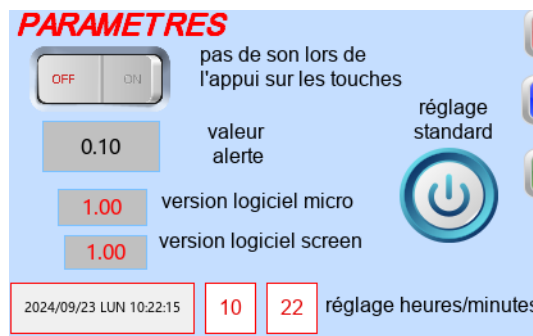 PARAMETRES
OFF ON
pas de son lors de
l'appui sur les touches
0.10
valeur
alerte
réglage
standard
1.00 version logiciel micro
1.00 version logiciel screen
2024/09/23 LUN 10:22:15 10 22 réglage heures/minutes